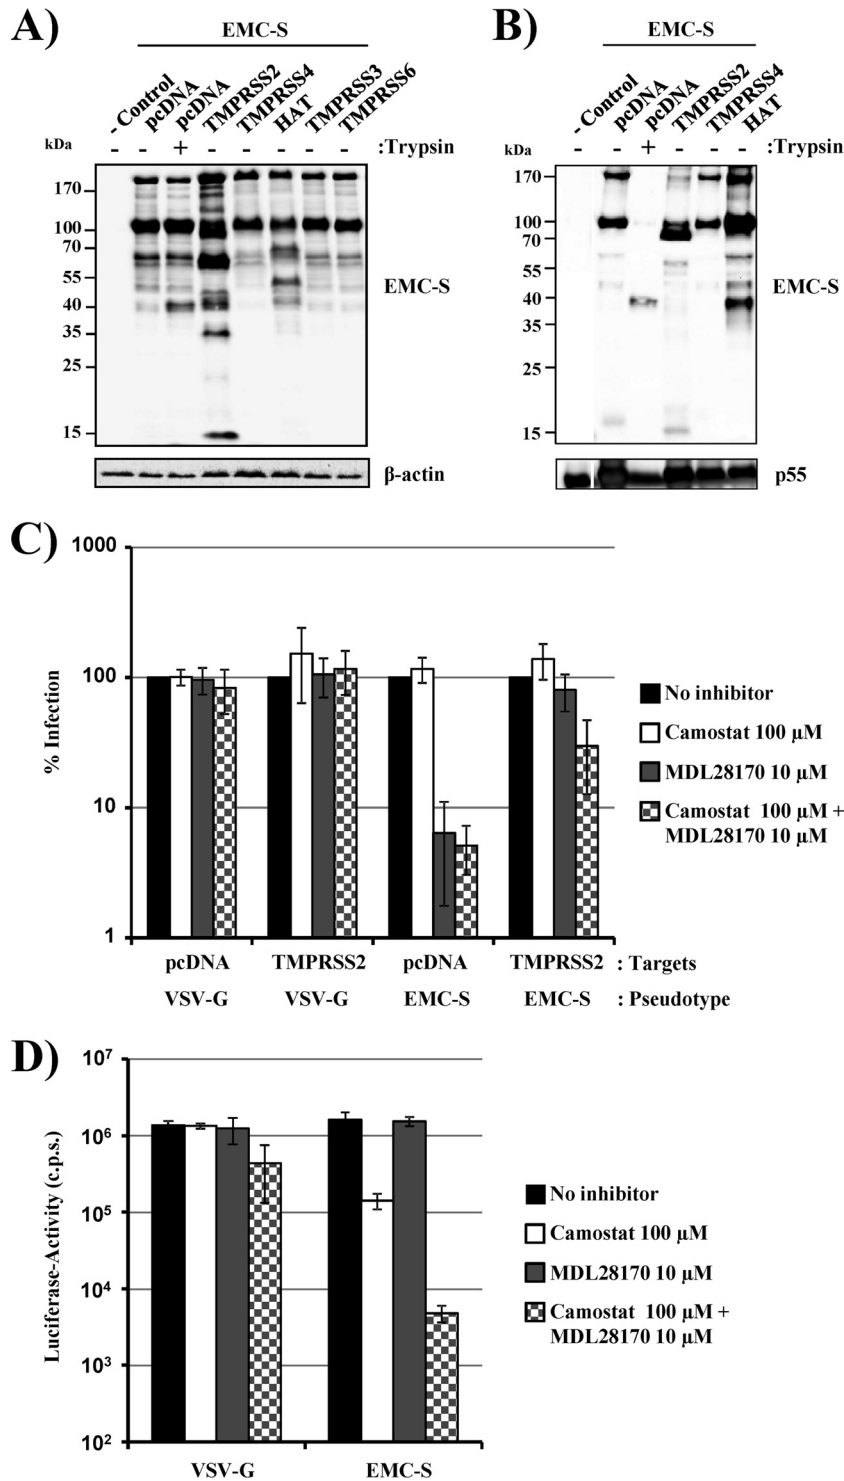 A)
EMC-S
- Control
pcDNA
pcDNA
TMPRSS2
TMPRSS4
HAT
TMPRSS3
TMPRSS6
kDa
- - + - - - - - :Trypsin
170
100
70
55
40
35
25
15
EMC-S
β-actin
B)
EMC-S
- Control
pcDNA
pcDNA
TMPRSS2
TMPRSS4
HAT
kDa
- - + - - - :Trypsin
170
100
70
55
40
35
25
15
EMC-S
p55
C)
% Infection
1000
100
10
1
No inhibitor
Camostat 100 µM
MDL28170 10 µM
Camostat 100 µM +
MDL28170 10 µM
pcDNA TMPRSS2 pcDNA TMPRSS2 : Targets
VSV-G VSV-G EMC-S EMC-S : Pseudotype
D)
Luciferase-Activity (c.p.s.)
10⁷
10⁶
10⁵
10⁴
10³
10²
No inhibitor
Camostat 100 µM
MDL28170 10 µM
Camostat 100 µM +
MDL28170 10 µM
VSV-G EMC-S